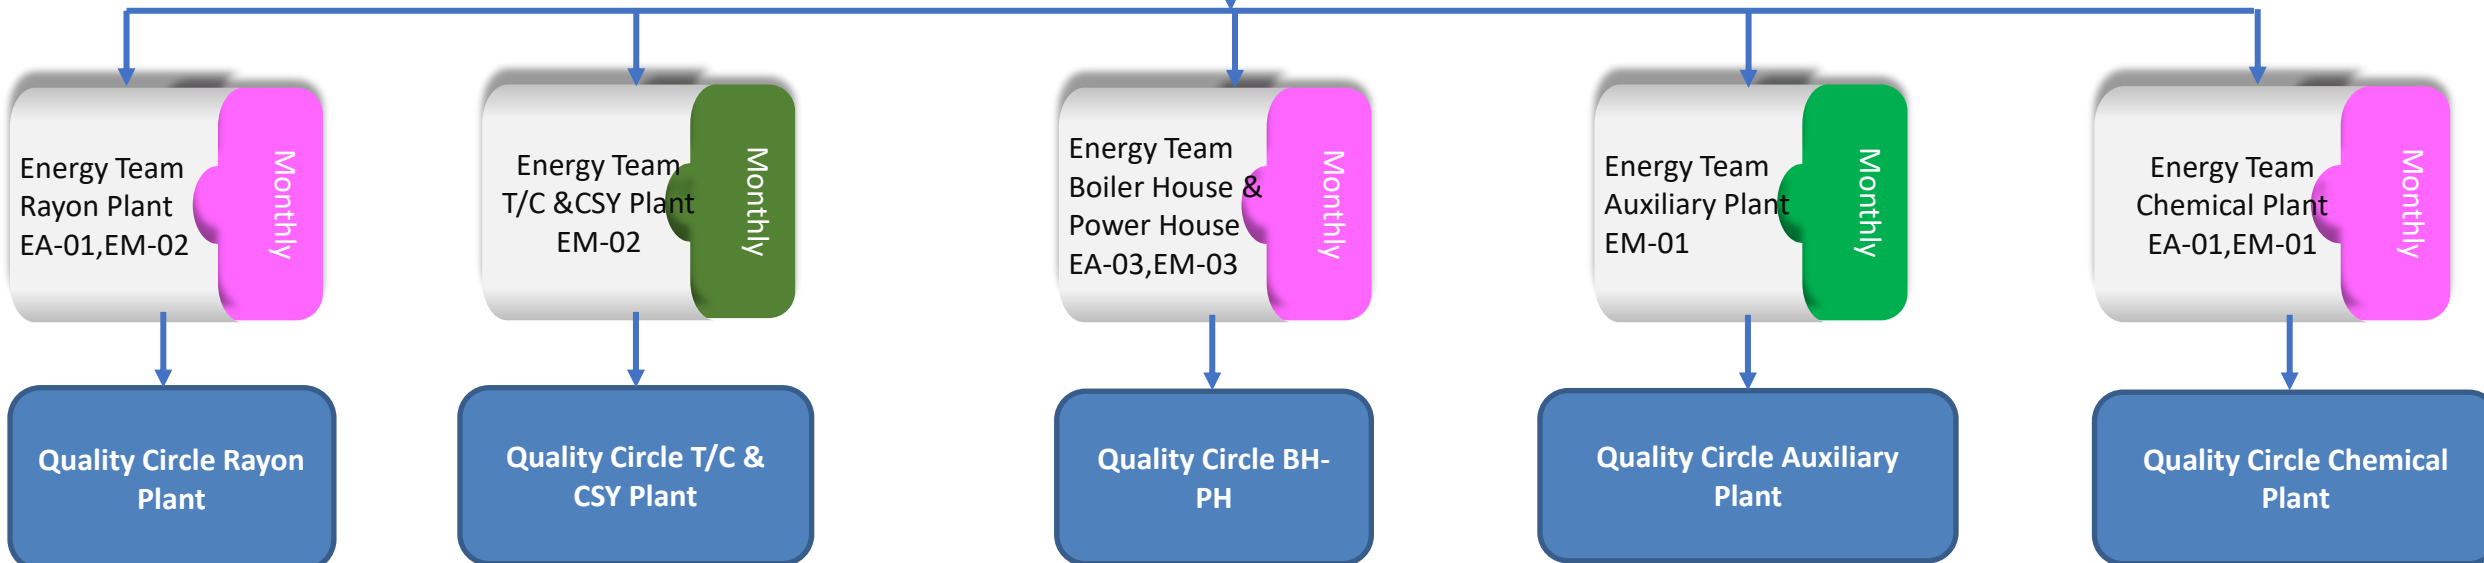 Energy Team
Rayon Plant
EA-01,EM-02
Monthly
Energy Team
T/C &CSY Plant
EM-02
Monthly
Energy Team
Boiler House &
Power House
EA-03,EM-03
Monthly
Energy Team
Auxiliary Plant
EM-01
Monthly
Energy Team
Chemical Plant
EA-01,EM-01
Monthly
Quality Circle Rayon
Plant
Quality Circle T/C &
CSY Plant
Quality Circle BH-
PH
Quality Circle Auxiliary
Plant
Quality Circle Chemical
Plant